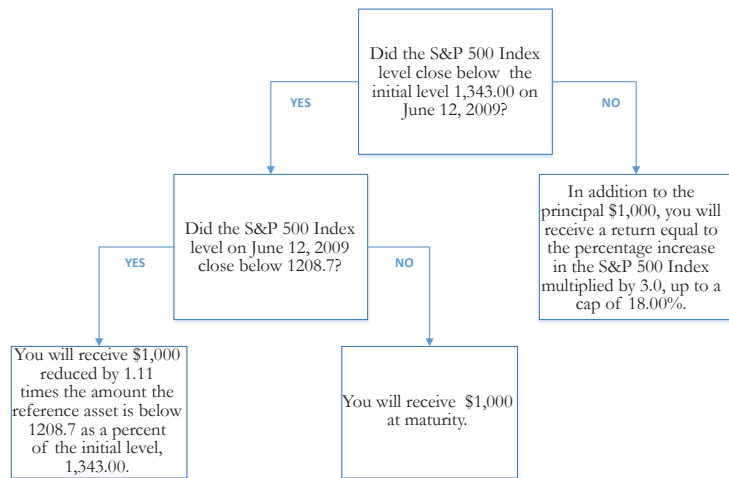 Did the S&P 500 Index
level close below the
initial level 1,343.00 on
June 12, 2009?
YES
NO
Did the S&P 500 Index
level on June 12, 2009
close below 1208.7?
In addition to the
principal $1,000, you will
receive a return equal to
the percentage increase
in the S&P 500 Index
multiplied by 3.0, up to a
cap of 18.00%.
YES
NO
You will receive $1,000
reduced by 1.11
times the amount the
reference asset is below
1208.7 as a percent
of the initial level,
1,343.00.
You will receive $1,000
at maturity.